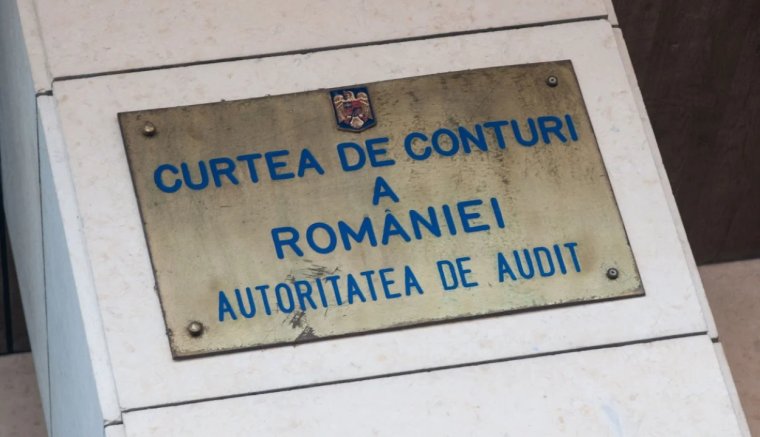 CURTEA DE CONTURI
A
ROMÂNIEI
AUTORITATEA DE AUDIT